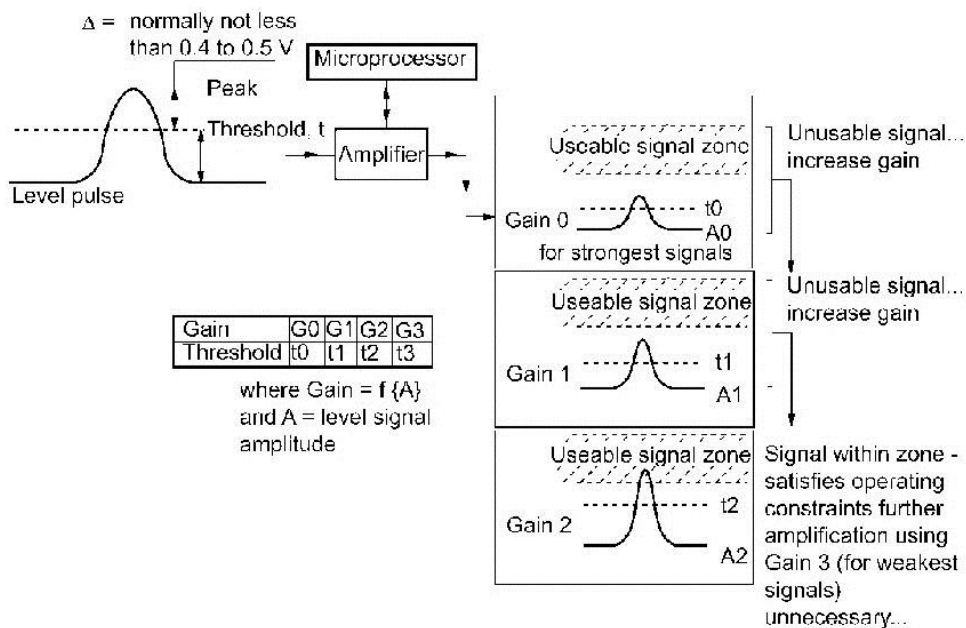 Δ = normally not less
than 0.4 to 0.5 V
Microprocessor
Peak
Threshold, t
Amplifier
Level pulse
Useable signal zone
Gain 0
t0
A0
for strongest signals
Unusable signal...
increase gain
Useable signal zone
Gain 1
t1
A1
Unusable signal...
increase gain
Gain G0 G1 G2 G3
Threshold t0 t1 t2 t3
where Gain = f {A}
and A = level signal
amplitude
Useable signal zone
Gain 2
t2
A2
Signal within zone -
satisfies operating
constraints further
amplification using
Gain 3 (for weakest
signals)
unnecessary...